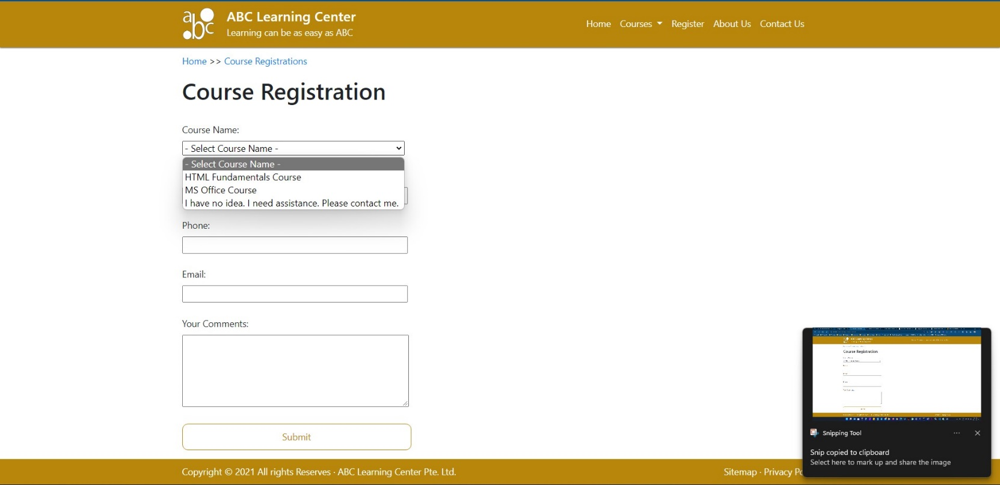 abc
ABC Learning Center
Learning can be as easy as ABC
Home Courses Register About Us Contact Us
Home >> Course Registrations
Course Registration
Course Name:
- Select Course Name -
- Select Course Name -
HTML Fundamentals Course
MS Office Course
I have no idea. I need assistance. Please contact me.
Phone:
Email:
Your Comments:
Submit
Course Registration
Snipping Tool
Snip copied to clipboard
Select here to mark up and share the image
Copyright © 2021 All rights Reserves · ABC Learning Center Pte. Ltd.
Sitemap · Privacy